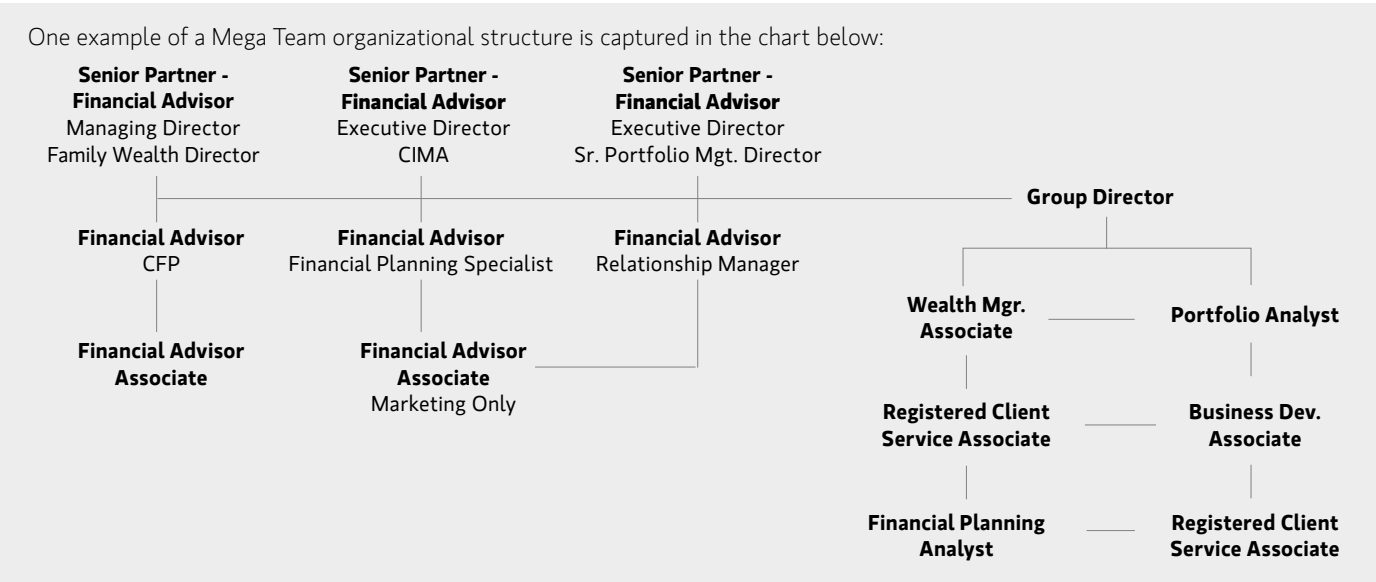 One example of a Mega Team organizational structure is captured in the chart below:
Senior Partner -
Financial Advisor
Managing Director
Family Wealth Director
Senior Partner -
Financial Advisor
Executive Director
CIMA
Senior Partner -
Financial Advisor
Executive Director
Sr. Portfolio Mgt. Director
Group Director
Financial Advisor
CFP
Financial Advisor
Financial Planning Specialist
Financial Advisor
Relationship Manager
Wealth Mgr.
Associate
Portfolio Analyst
Financial Advisor
Associate
Financial Advisor
Associate
Marketing Only
Registered Client
Service Associate
Business Dev.
Associate
Financial Planning
Analyst
Registered Client
Service Associate